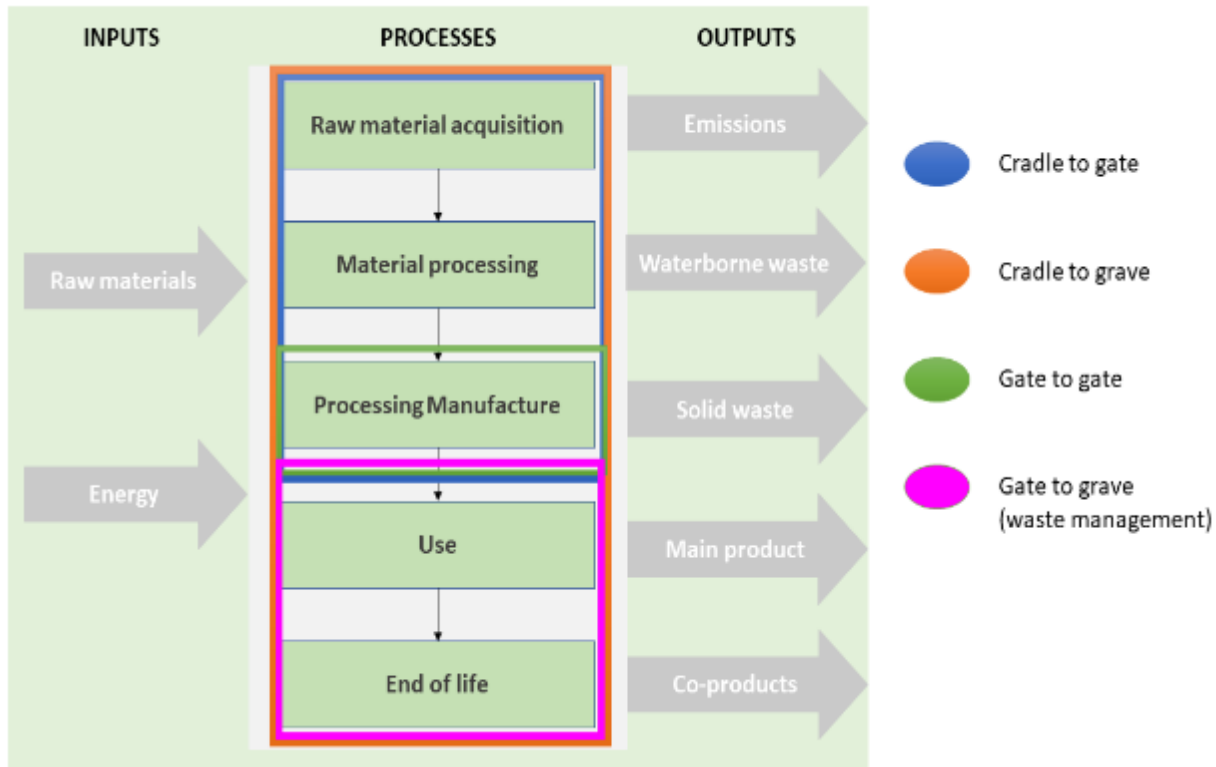 INPUTS
PROCESSES
OUTPUTS
Raw material acquisition
Emissions
Cradle to gate
Raw materials
Material processing
Waterborne waste
Cradle to grave
Processing Manufacture
Solid waste
Gate to gate
Energy
Use
Main product
Gate to grave
(waste management)
End of life
Co-products